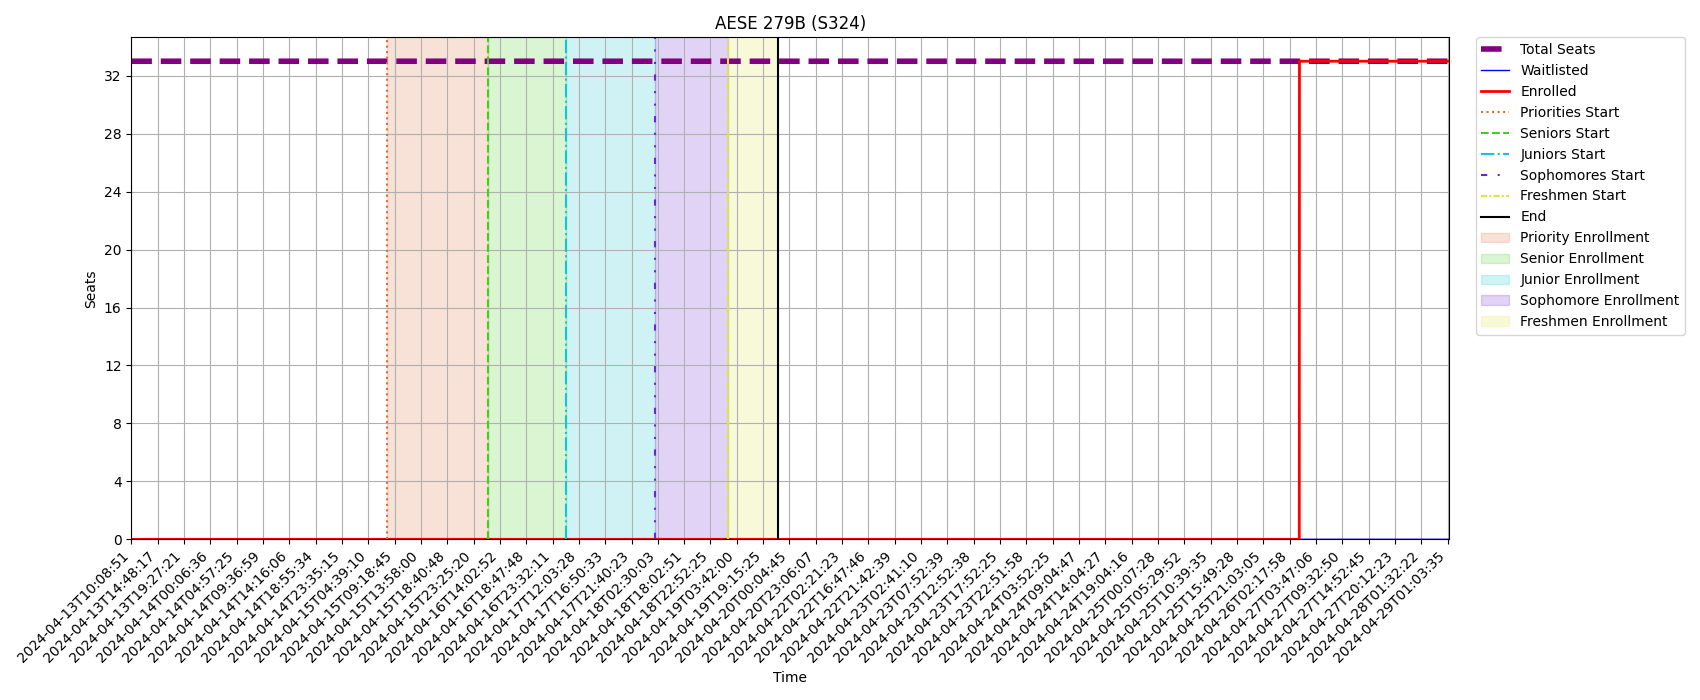 AESE 279B (S324)
Total Seats
Waitlisted
Enrolled
Priorities Start
Seniors Start
Juniors Start
Sophomores Start
Freshmen Start
End
Priority Enrollment
Senior Enrollment
Junior Enrollment
Sophomore Enrollment
Freshmen Enrollment
Seats
32
28
24
20
16
12
8
4
0
2024-04-13T10:08:51
2024-04-13T14:48:17
2024-04-13T19:27:21
2024-04-14T00:06:36
2024-04-14T04:57:25
2024-04-14T09:36:59
2024-04-14T14:16:06
2024-04-14T18:55:34
2024-04-14T23:35:15
2024-04-15T04:39:10
2024-04-15T09:18:45
2024-04-15T13:58:00
2024-04-15T18:40:48
2024-04-15T23:25:20
2024-04-16T14:02:52
2024-04-16T18:47:48
2024-04-16T23:32:11
2024-04-17T12:03:28
2024-04-17T16:50:33
2024-04-17T21:40:23
2024-04-18T02:30:03
2024-04-18T18:02:51
2024-04-18T22:52:25
2024-04-19T03:42:00
2024-04-19T19:15:25
2024-04-20T00:04:45
2024-04-20T23:06:07
2024-04-22T02:21:23
2024-04-22T16:47:46
2024-04-22T21:42:39
2024-04-23T02:41:10
2024-04-23T07:52:39
2024-04-23T12:52:38
2024-04-23T17:52:25
2024-04-23T22:51:58
2024-04-24T03:52:25
2024-04-24T09:04:47
2024-04-24T14:04:27
2024-04-24T19:04:16
2024-04-25T00:07:28
2024-04-25T05:29:52
2024-04-25T10:39:35
2024-04-25T15:49:28
2024-04-25T21:03:05
2024-04-26T02:17:58
2024-04-27T03:47:06
2024-04-27T09:32:50
2024-04-27T14:52:45
2024-04-27T20:12:23
2024-04-28T01:32:22
2024-04-29T01:03:35
Time